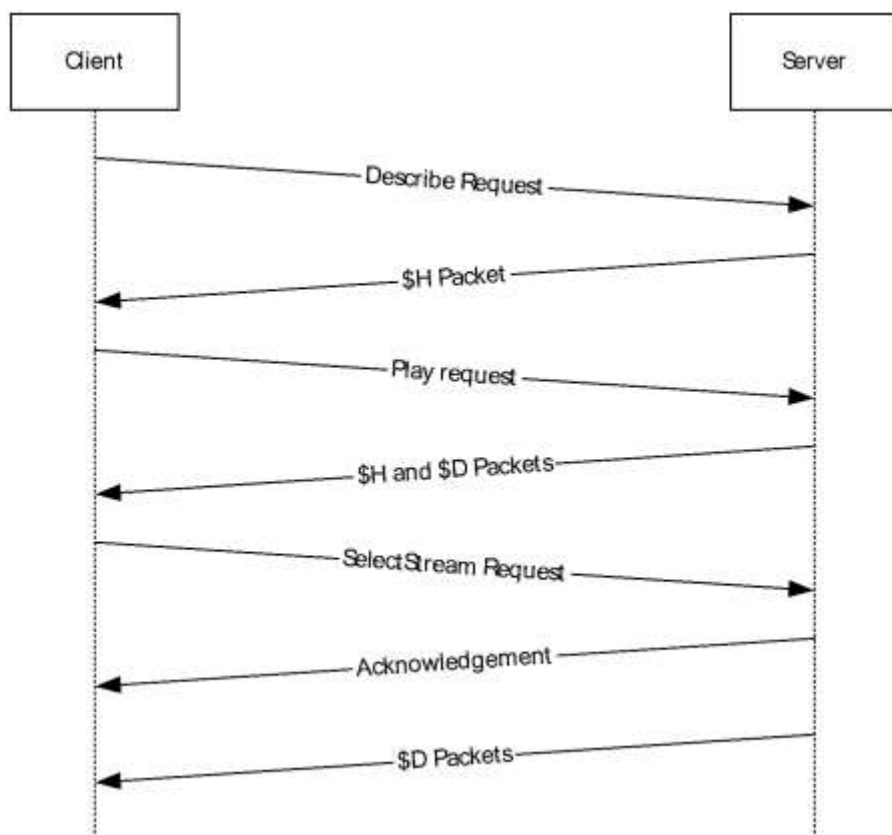 Client
Server
Describe Request
$H Packet
Play request
$H and $D Packets
SelectStream Request
Acknowledgement
$D Packets